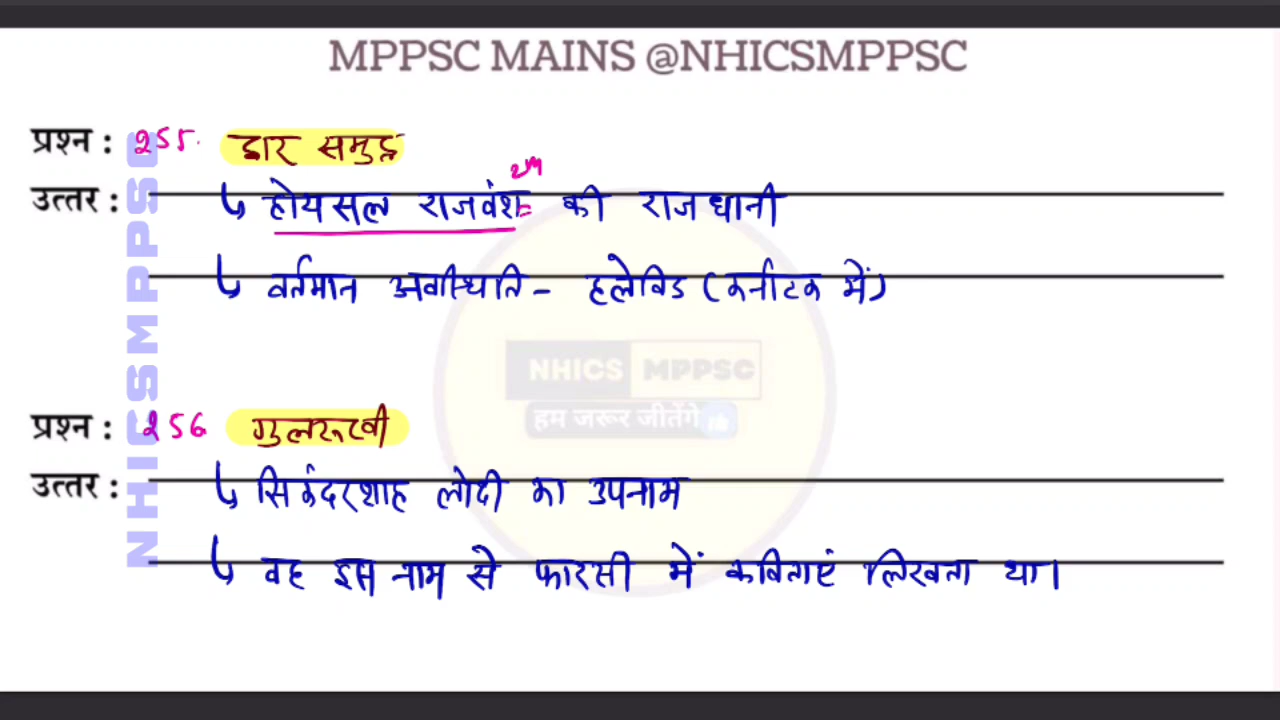 MPPSC MAINS @NHICSMPPSC
प्रश्न : 255. द्वार समुद्र
उत्तर : ↳ होयसल राजवंश की राजधानी
↳ वर्तमान अवस्थिति - हलेविड (कर्नाटक में)
NHICS MPPSC
हम जरूर जीतेंगे
प्रश्न : 256 गुलरूखी
उत्तर : ↳ सिकंदरशाह लोदी का उपनाम
↳ वह इस नाम से फारसी में कविताएं लिखता था।
NHICSMPPSC